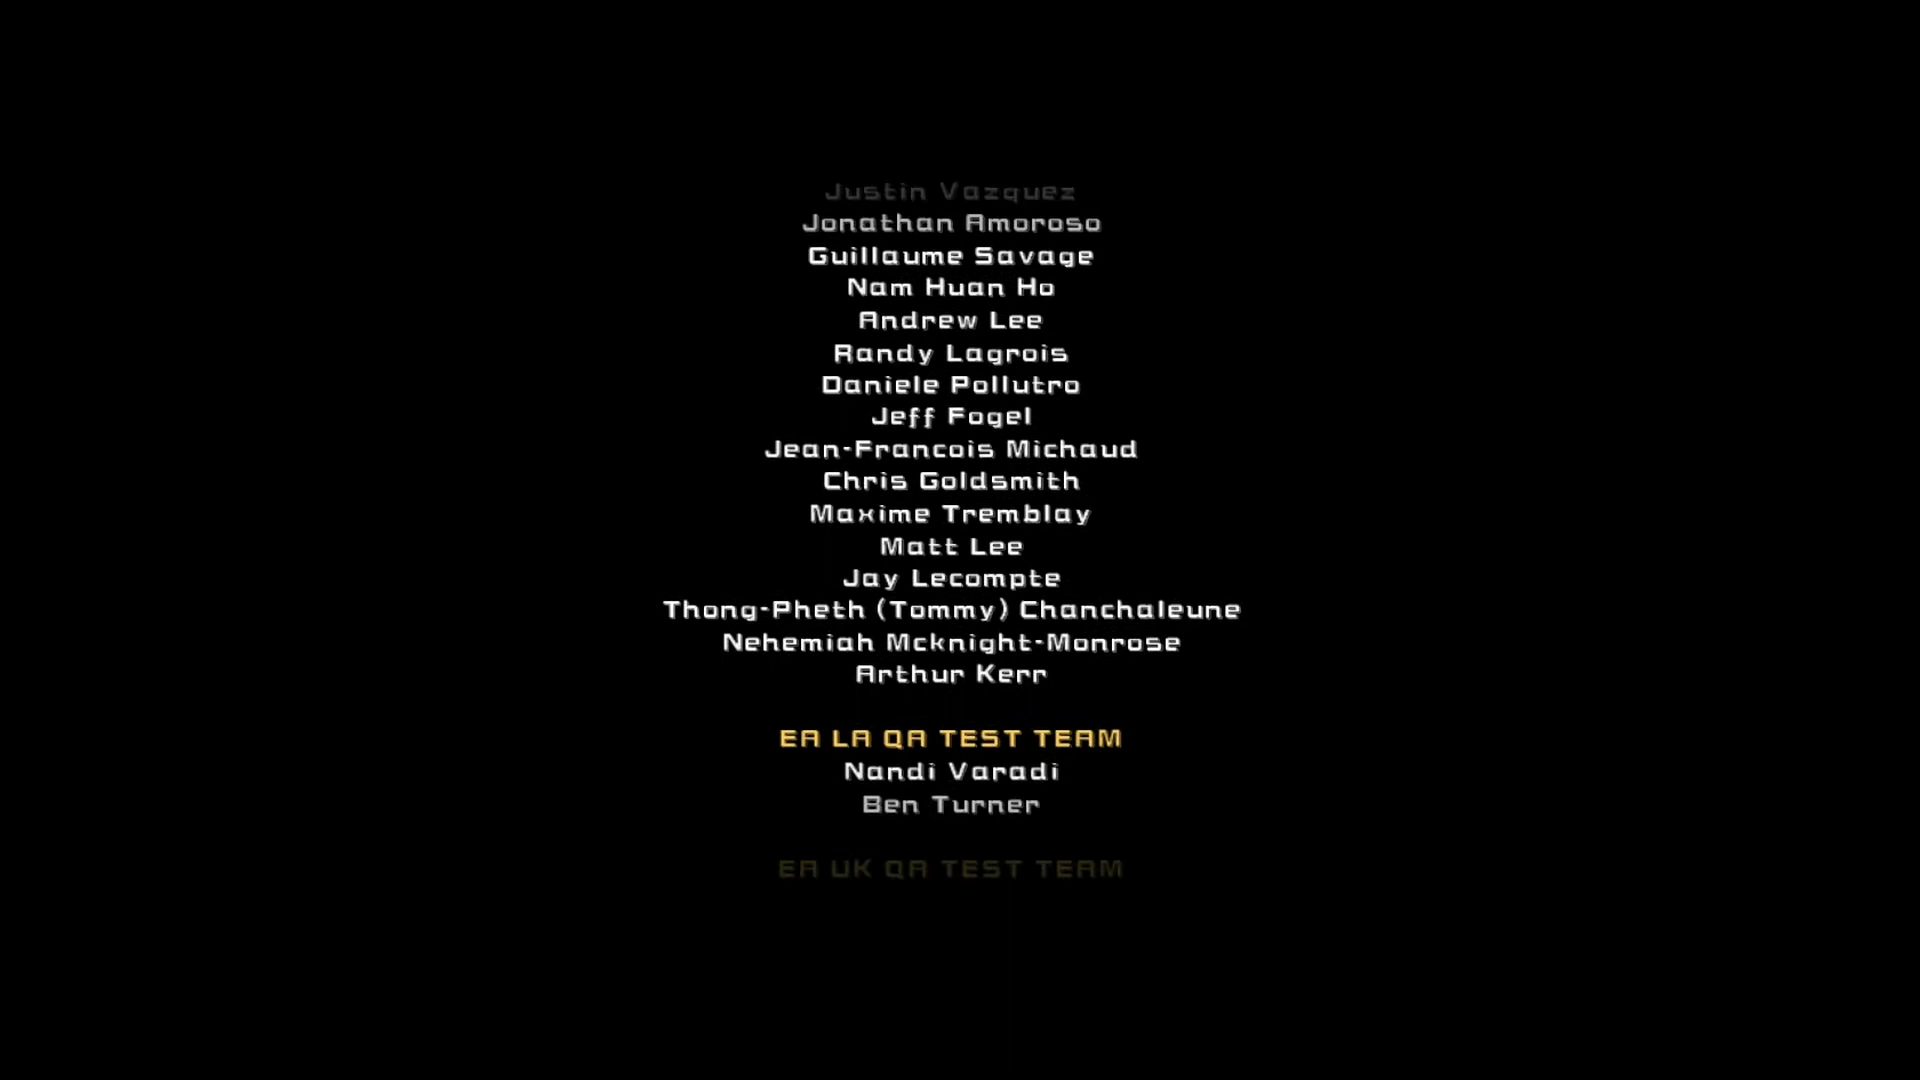 Justin Vazquez
Jonathan Amoroso
Guillaume Savage
Nam Huan Ho
Andrew Lee
Randy Lagrois
Daniele Pollutro
Jeff Fogel
Jean-Francois Michaud
Chris Goldsmith
Maxime Tremblay
Matt Lee
Jay Lecompte
Thong-Pheth (Tommy) Chanchaleune
Nehemiah Mcknight-Monrose
Arthur Kerr
EA LA QA TEST TEAM
Nandi Varadi
Ben Turner
EA UK QA TEST TEAM